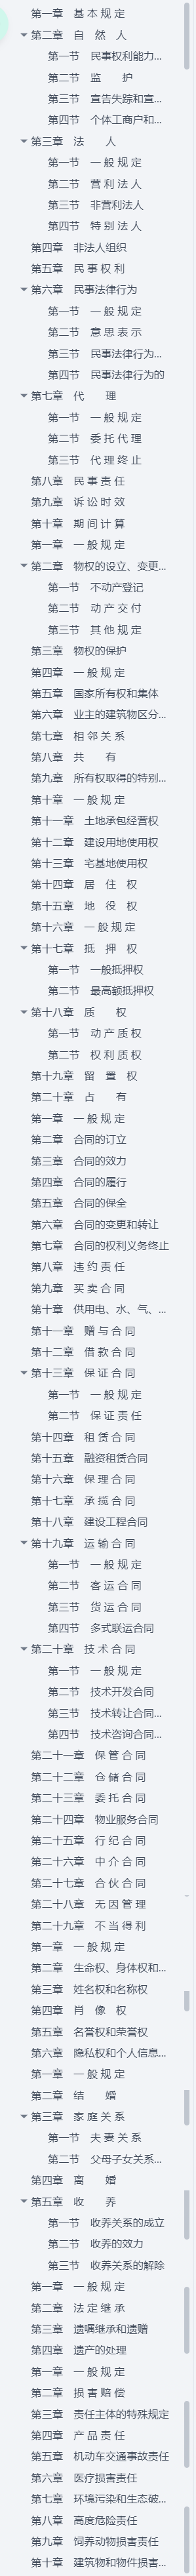 第一章 基 本 规 定
第二章 自 然 人
第一节 民事权利能力...
第二节 监 护
第三节 宣告失踪和宣...
第四节 个体工商户和...
第三章 法 人
第一节 一 般 规 定
第二节 营 利 法 人
第三节 非营利法人
第四节 特 别 法 人
第四章 非法人组织
第五章 民 事 权 利
第六章 民事法律行为
第一节 一 般 规 定
第二节 意 思 表 示
第三节 民事法律行为...
第四节 民事法律行为的
第七章 代 理
第一节 一 般 规 定
第二节 委 托 代 理
第三节 代 理 终 止
第八章 民 事 责 任
第九章 诉 讼 时 效
第十章 期 间 计 算
第一章 一 般 规 定
第二章 物权的设立、变更...
第一节 不动产登记
第二节 动 产 交 付
第三节 其 他 规 定
第三章 物权的保护
第四章 一 般 规 定
第五章 国家所有权和集体
第六章 业主的建筑物区分...
第七章 相 邻 关 系
第八章 共 有
第九章 所有权取得的特别...
第十章 一 般 规 定
第十一章 土地承包经营权
第十二章 建设用地使用权
第十三章 宅基地使用权
第十四章 居 住 权
第十五章 地 役 权
第十六章 一 般 规 定
第十七章 抵 押 权
第一节 一般抵押权
第二节 最高额抵押权
第十八章 质 权
第一节 动 产 质 权
第二节 权 利 质 权
第十九章 留 置 权
第二十章 占 有
第一章 一 般 规 定
第二章 合同的订立
第三章 合同的效力
第四章 合同的履行
第五章 合同的保全
第六章 合同的变更和转让
第七章 合同的权利义务终止
第八章 违 约 责 任
第九章 买 卖 合 同
第十章 供用电、水、气、...
第十一章 赠 与 合 同
第十二章 借 款 合 同
第十三章 保 证 合 同
第一节 一 般 规 定
第二节 保 证 责 任
第十四章 租 赁 合 同
第十五章 融资租赁合同
第十六章 保 理 合 同
第十七章 承 揽 合 同
第十八章 建设工程合同
第十九章 运 输 合 同
第一节 一 般 规 定
第二节 客 运 合 同
第三节 货 运 合 同
第四节 多式联运合同
第二十章 技 术 合 同
第一节 一 般 规 定
第二节 技术开发合同
第三节 技术转让合同...
第四节 技术咨询合同...
第二十一章 保 管 合 同
第二十二章 仓 储 合 同
第二十三章 委 托 合 同
第二十四章 物业服务合同
第二十五章 行 纪 合 同
第二十六章 中 介 合 同
第二十七章 合 伙 合 同
第二十八章 无 因 管 理
第二十九章 不 当 得 利
第一章 一 般 规 定
第二章 生命权、身体权和...
第三章 姓名权和名称权
第四章 肖 像 权
第五章 名誉权和荣誉权
第六章 隐私权和个人信息...
第一章 一 般 规 定
第二章 结 婚
第三章 家 庭 关 系
第一节 夫 妻 关 系
第二节 父母子女关系...
第四章 离 婚
第五章 收 养
第一节 收养关系的成立
第二节 收养的效力
第三节 收养关系的解除
第一章 一 般 规 定
第二章 法 定 继 承
第三章 遗嘱继承和遗赠
第四章 遗产的处理
第一章 一 般 规 定
第二章 损 害 赔 偿
第三章 责任主体的特殊规定
第四章 产 品 责 任
第五章 机动车交通事故责任
第六章 医疗损害责任
第七章 环境污染和生态破...
第八章 高度危险责任
第九章 饲养动物损害责任
第十章 建筑物和物件损害...